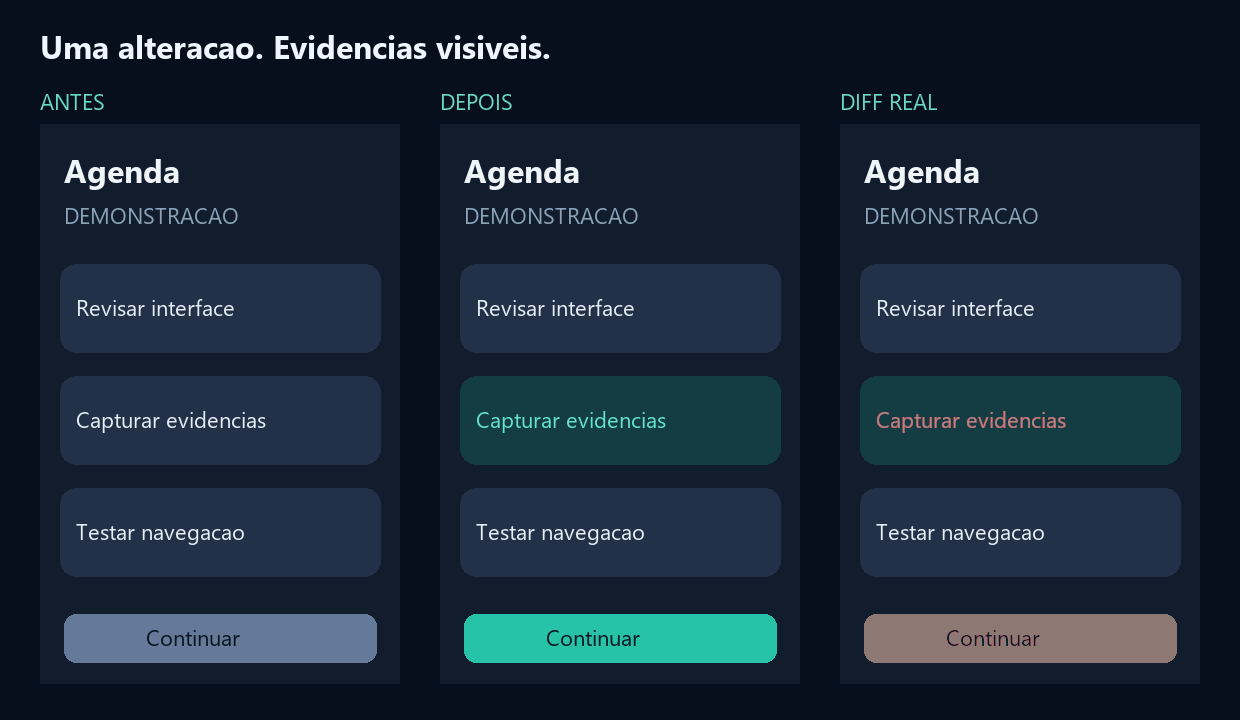 Uma alteracao. Evidencias visiveis.
ANTES
Agenda
DEMONSTRACAO
Revisar interface
Capturar evidencias
Testar navegacao
Continuar
DEPOIS
Agenda
DEMONSTRACAO
Revisar interface
Capturar evidencias
Testar navegacao
Continuar
DIFF REAL
Agenda
DEMONSTRACAO
Revisar interface
Capturar evidencias
Testar navegacao
Continuar